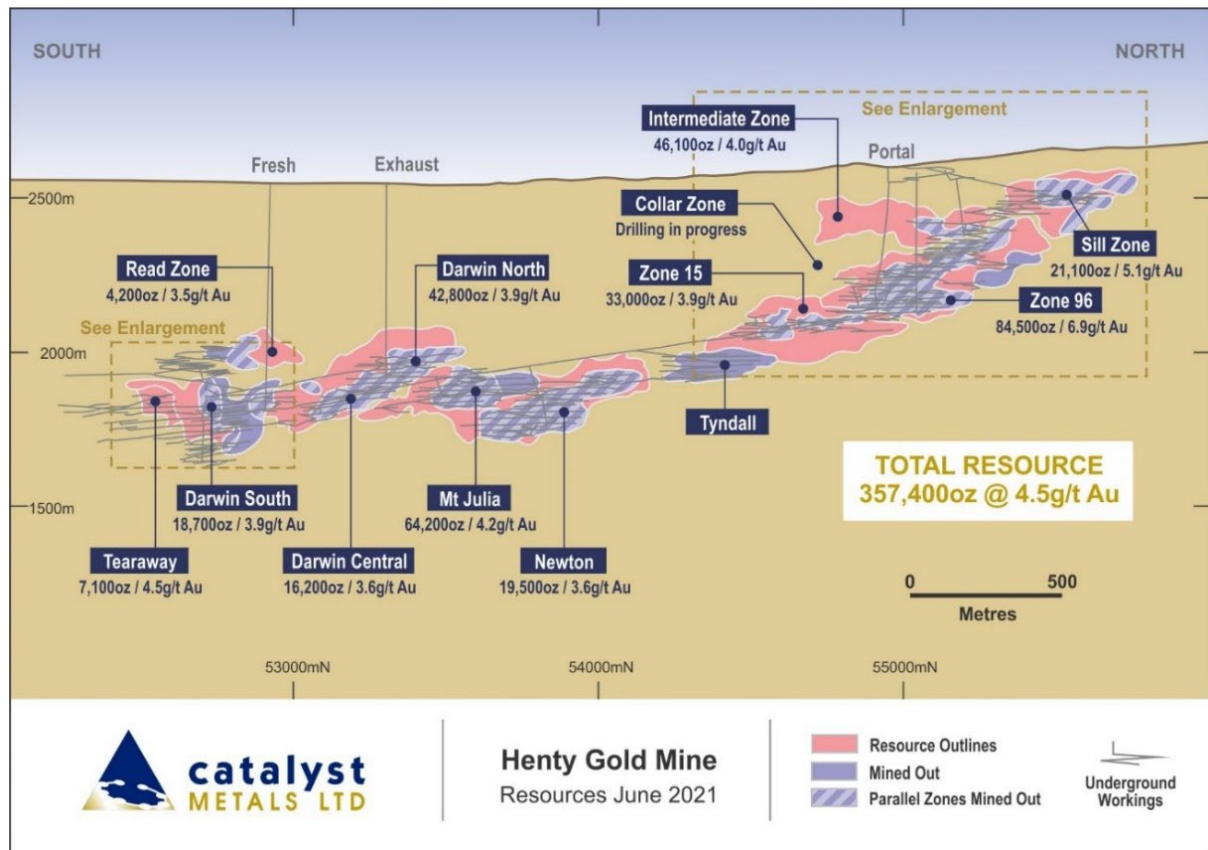 SOUTH
NORTH
See Enlargement
Intermediate Zone
46,100oz / 4.0g/t Au
Fresh
Exhaust
Portal
2500m
Collar Zone
Drilling in progress
Sill Zone
21,100oz / 5.1g/t Au
Read Zone
4,200oz / 3.5g/t Au
Darwin North
42,800oz / 3.9g/t Au
Zone 15
33,000oz / 3.9g/t Au
Zone 96
84,500oz / 6.9g/t Au
See Enlargement
2000m
Tyndall
TOTAL RESOURCE
357,400oz @ 4.5g/t Au
Darwin South
18,700oz / 3.9g/t Au
Mt Julia
64,200oz / 4.2g/t Au
1500m
Tearaway
7,100oz / 4.5g/t Au
Darwin Central
16,200oz / 3.6g/t Au
Newton
19,500oz / 3.6g/t Au
0
500
Metres
53000mN
54000mN
55000mN
catalyst
METALS LTD
Henty Gold Mine
Resources June 2021
Resource Outlines
Mined Out
Parallel Zones Mined Out
Underground
Workings